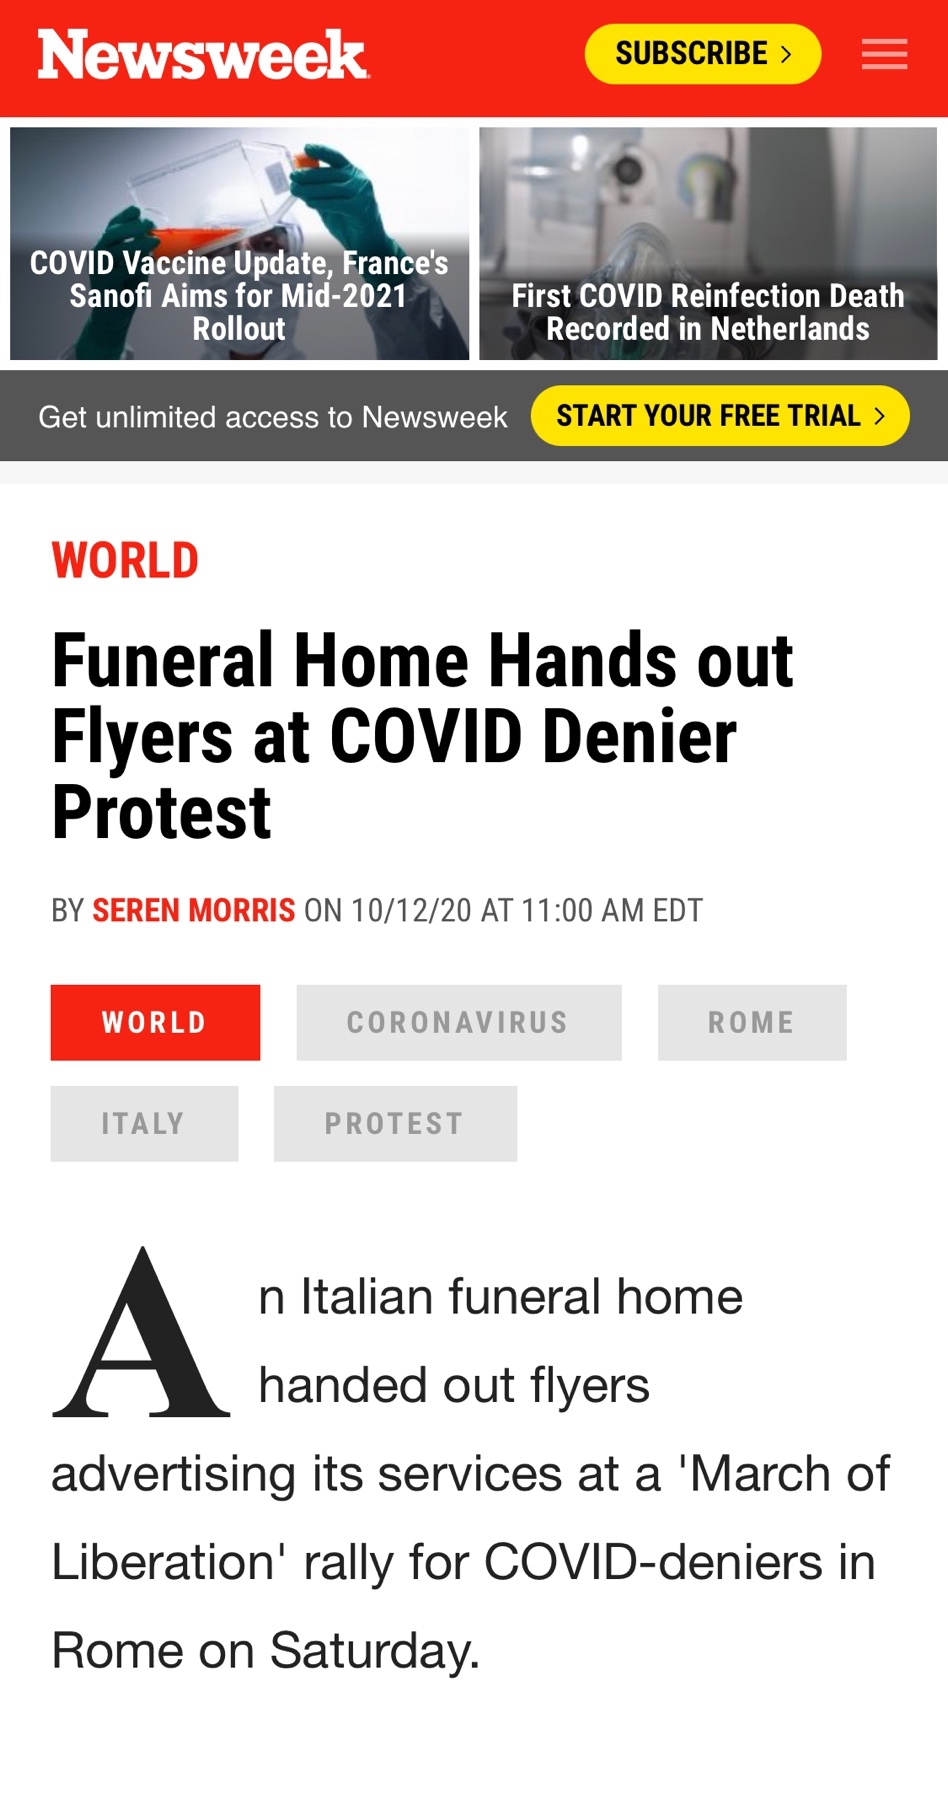 Newsweek
SUBSCRIBE >
COVID Vaccine Update, France's
Sanofi Aims for Mid-2021
Rollout
First COVID Reinfection Death
Recorded in Netherlands
Get unlimited access to Newsweek
START YOUR FREE TRIAL >
WORLD
Funeral Home Hands out
Flyers at COVID Denier
Protest
BY SEREN MORRIS ON 10/12/20 AT 11:00 AM EDT
WORLD
CORONAVIRUS
ROME
ITALY
PROTEST
An Italian funeral home
handed out flyers
advertising its services at a 'March of
Liberation' rally for COVID-deniers in
Rome on Saturday.